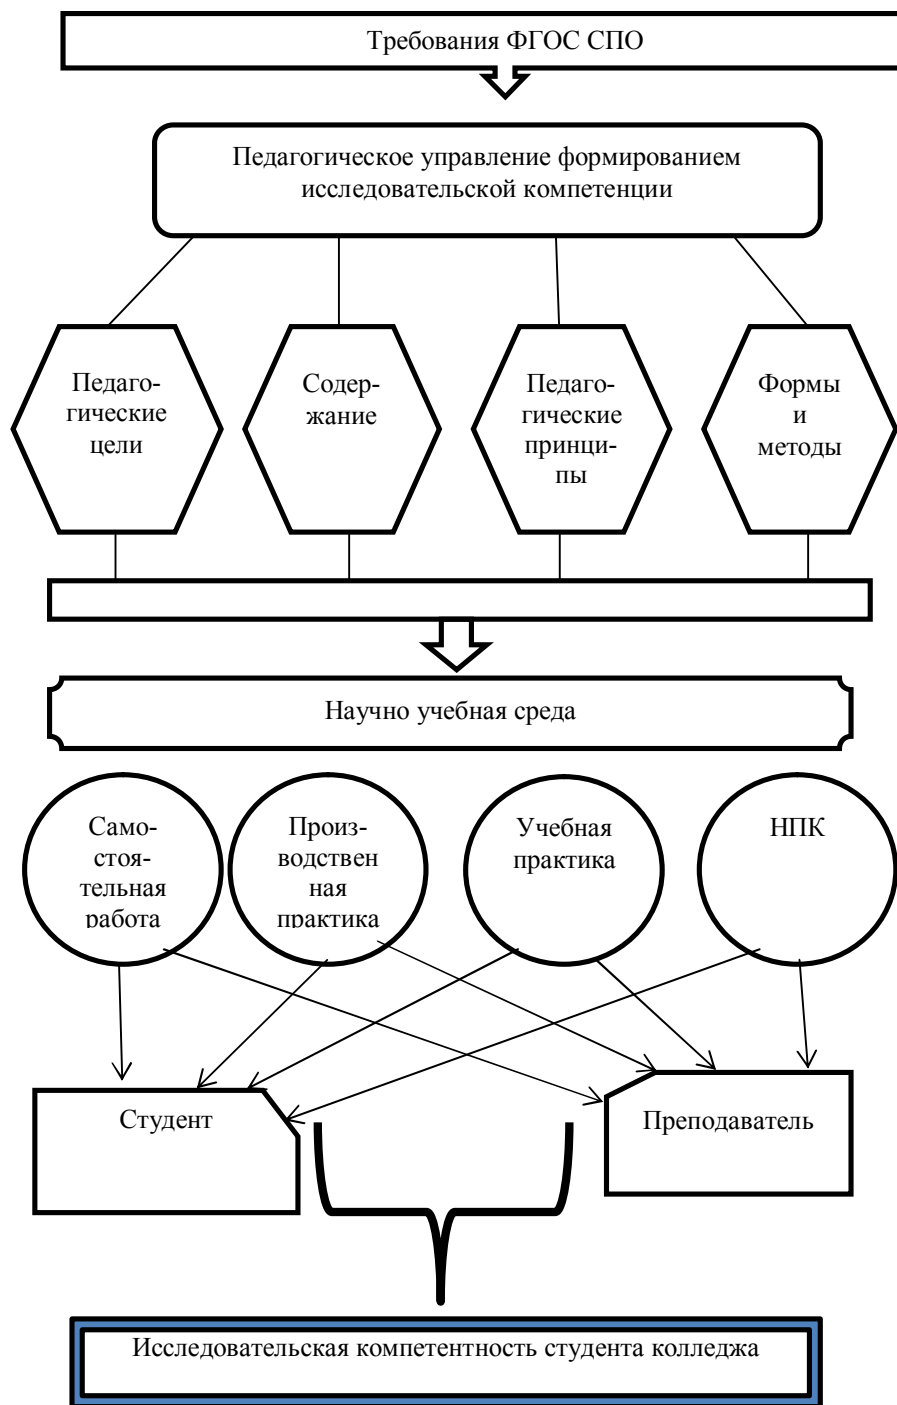 Требования ФГОС СПО
Педагогическое управление формированием
исследовательской компетенции
Педаго-
гические
цели
Содер-
жание
Педаго-
гические
принци-
пы
Формы
и
методы
Научно учебная среда
Само-
стоя-
тельная
работа
Произ-
водствен
ная
практика
Учебная
практика
НПК
Студент
Преподаватель
Исследовательская компетентность студента колледжа